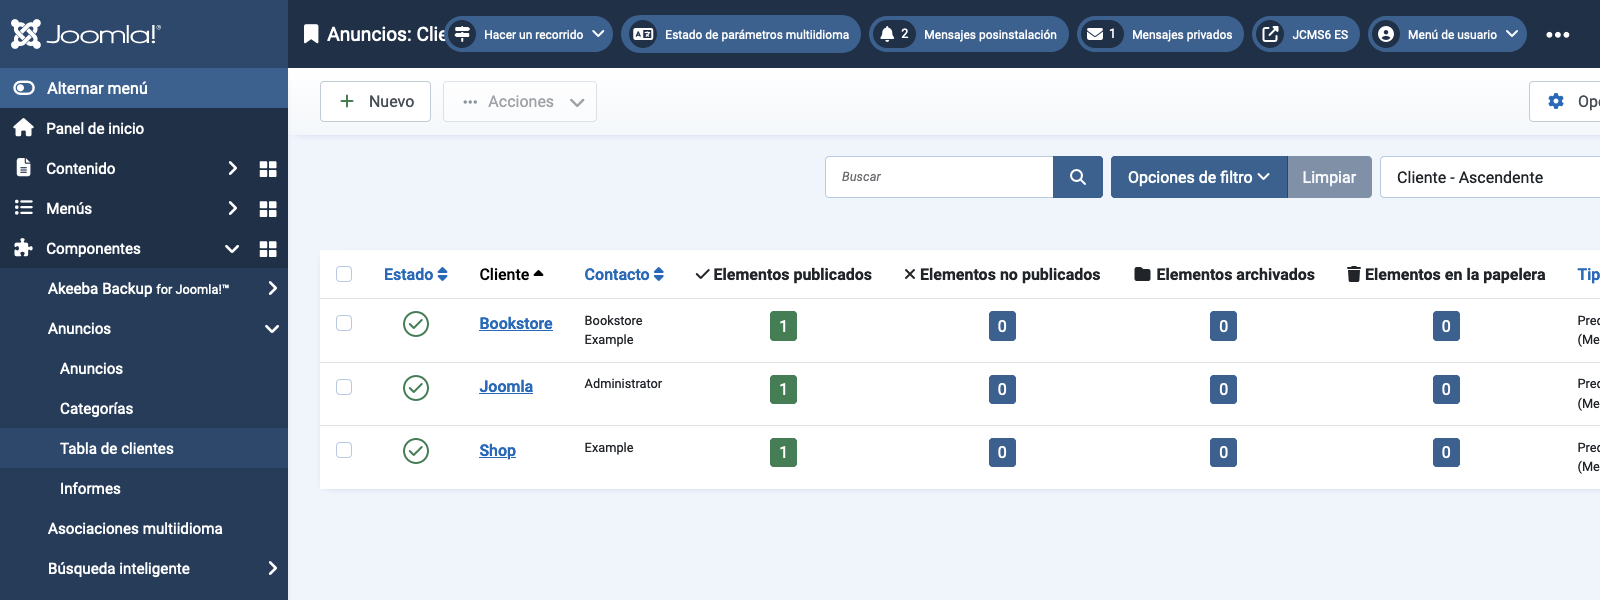 Joomla!®
Anuncios: Clie
Hacer un recorrido
Estado de parámetros multiidioma
2 Mensajes posinstalación
1 Mensajes privados
JCMS6 ES
Menú de usuario
Alternar menú
Panel de inicio
Contenido
Menús
Componentes
Akeeba Backup for Joomla!™
Anuncios
Anuncios
Categorías
Tabla de clientes
Informes
Asociaciones multiidioma
Búsqueda inteligente
Nuevo
Acciones
Opc
Buscar
Opciones de filtro
Limpiar
Cliente - Ascendente
Estado Cliente Contacto Elementos publicados Elementos no publicados Elementos archivados Elementos en la papelera Tip
Bookstore Bookstore Example 1 0 0 0 Pred (Me
Joomla Administrator 1 0 0 0 Pred (Me
Shop Example 1 0 0 0 Pred (Me